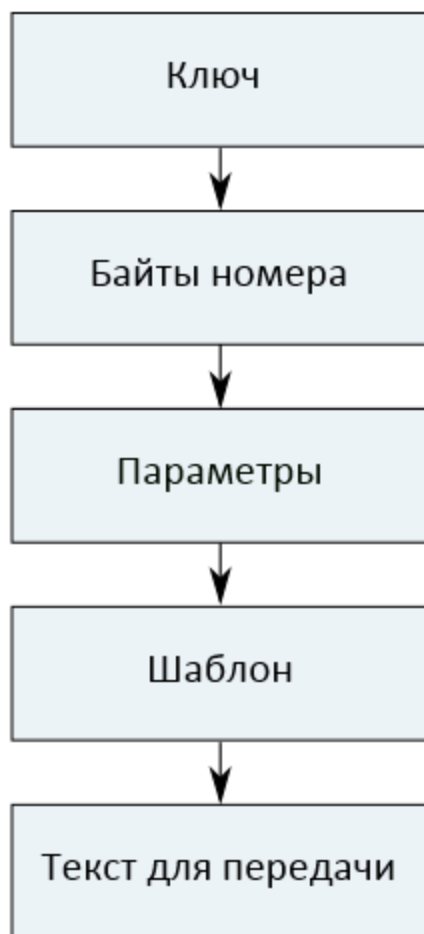 Ключ
Байты номера
Параметры
Шаблон
Текст для передачи